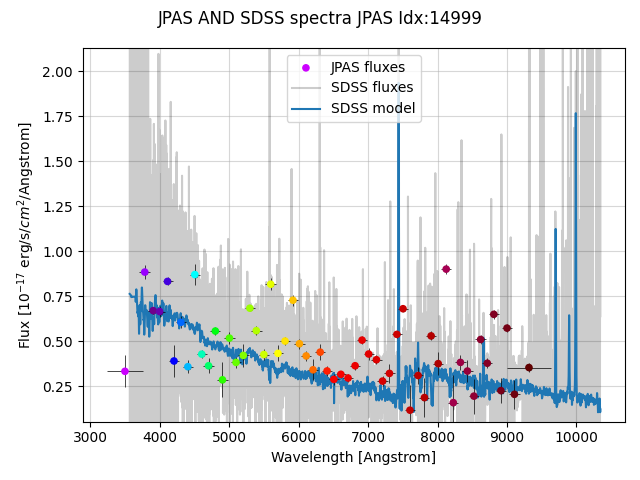 JPAS AND SDSS spectra JPAS Idx:14999
JPAS fluxes
SDSS fluxes
SDSS model
2.00
1.75
1.50
1.25
1.00
0.75
0.50
0.25
Flux [10⁻¹⁷ erg/s/cm²/Angstrom]
3000 4000 5000 6000 7000 8000 9000 10000
Wavelength [Angstrom]